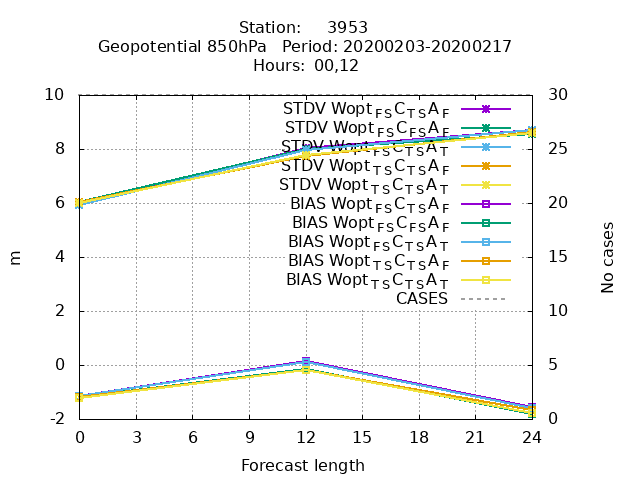 Station: 3953
Geopotential 850hPa Period: 20200203-20200217
Hours: 00,12
10 30
STDV Wopt FS C TS A F
STDV Wopt FS C FS A F
8 STDV Wopt FS C TS A T 25
STDV Wopt TS C TS A F
STDV Wopt TS C TS A T
6 BIAS Wopt FS C TS A F 20
BIAS Wopt FS C FS A F
BIAS Wopt FS C TS A T
4 BIAS Wopt TS C TS A F 15
BIAS Wopt TS C TS A T
CASES
2 10
0 5
-2 0
m
No cases
0 3 6 9 12 15 18 21 24
Forecast length